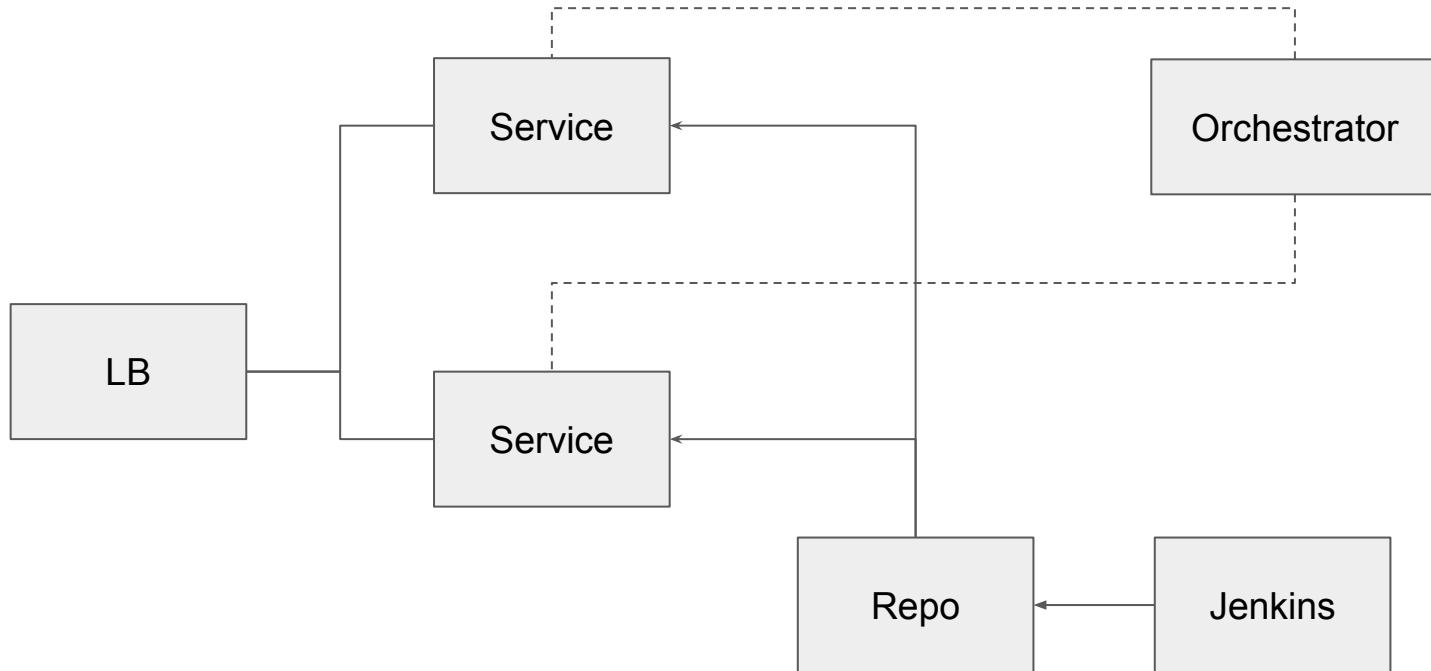 Service
Orchestrator
LB
Service
Repo
Jenkins